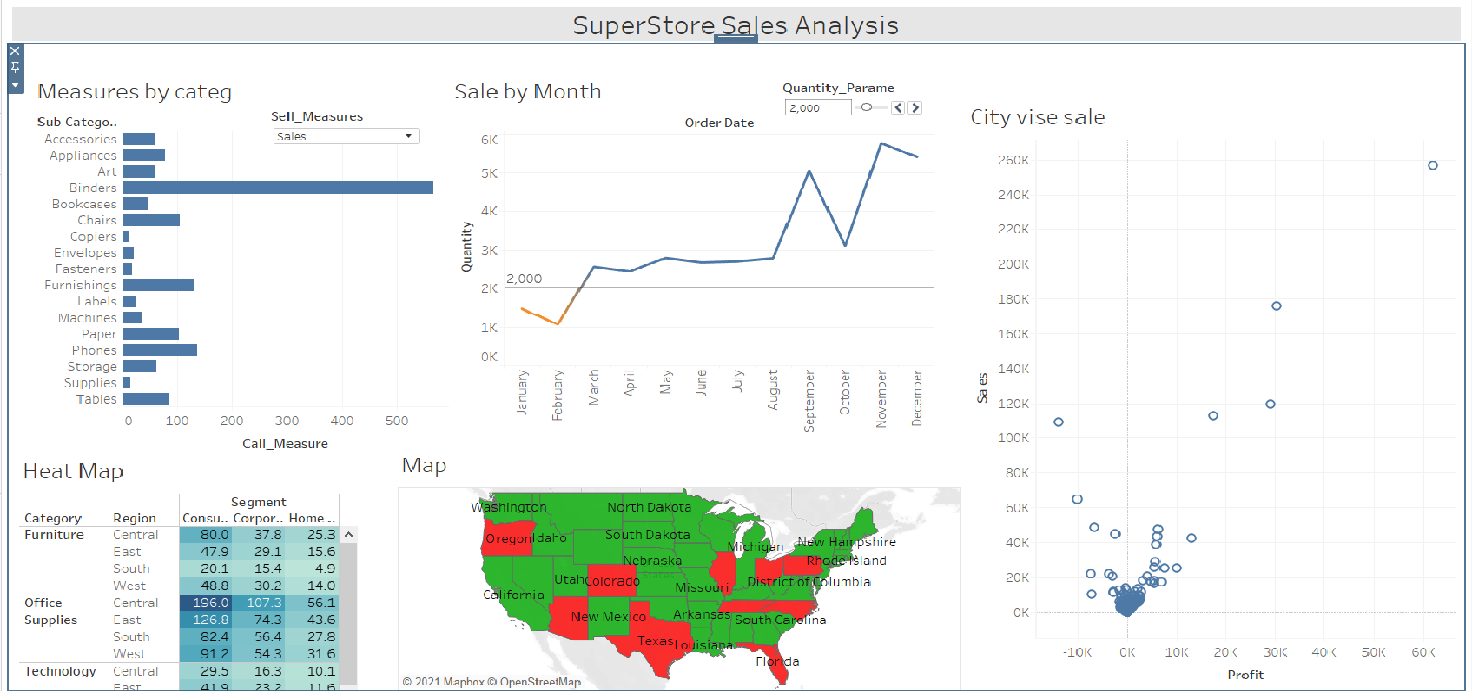 SuperStore Sales Analysis
Measures by categ
Sub Catego..
Sell_Measures
Sales
Accessories
Appliances
Art
Binders
Bookcases
Chairs
Copiers
Envelopes
Fasteners
Furnishings
Labels
Machines
Paper
Phones
Storage
Supplies
Tables
0 100 200 300 400 500
Call_Measure
Sale by Month
Quantity_Parame
2,000
Order Date
Quantity
6K
5K
4K
3K
2K
1K
0K
2,000
January
February
March
April
May
June
July
August
September
October
November
December
City vise sale
Sales
260K
240K
220K
200K
180K
160K
140K
120K
100K
80K
60K
40K
20K
0K
-10K 0K 10K 20K 30K 40K 50K 60K
Profit
Heat Map
Segment
Category Region Consu.. Corpor.. Home ..
Furniture Central 80.0 37.8 25.3
East 47.9 29.1 15.6
South 20.1 15.4 4.9
West 48.8 30.2 14.0
Office Central 196.0 107.3 56.1
Supplies East 126.8 74.3 43.6
South 82.4 56.4 27.8
West 91.2 54.3 31.6
Technology Central 29.5 16.3 10.1
East 41.9 23.2 11.6
Map
Washington
North Dakota
Oregon
Idaho
South Dakota
Michigan
New Hampshire
Nebraska
Rhode Island
Utah
Colorado
Missouri
District of Columbia
California
New Mexico
Arkansas
South Carolina
Texas
Louisiana
Florida
© 2021 Mapbox © OpenStreetMap